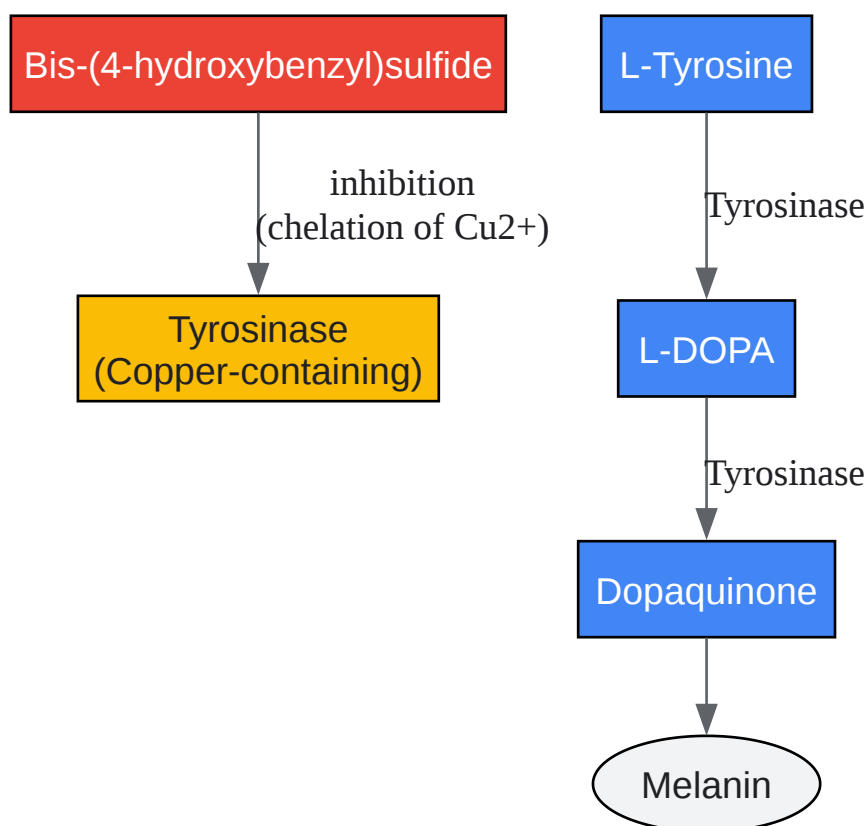 Bis-(4-hydroxybenzyl)sulfide
L-Tyrosine
inhibition
(chelation of Cu2+)
Tyrosinase
Tyrosinase
(Copper-containing)
L-DOPA
Tyrosinase
Dopaquinone
Melanin